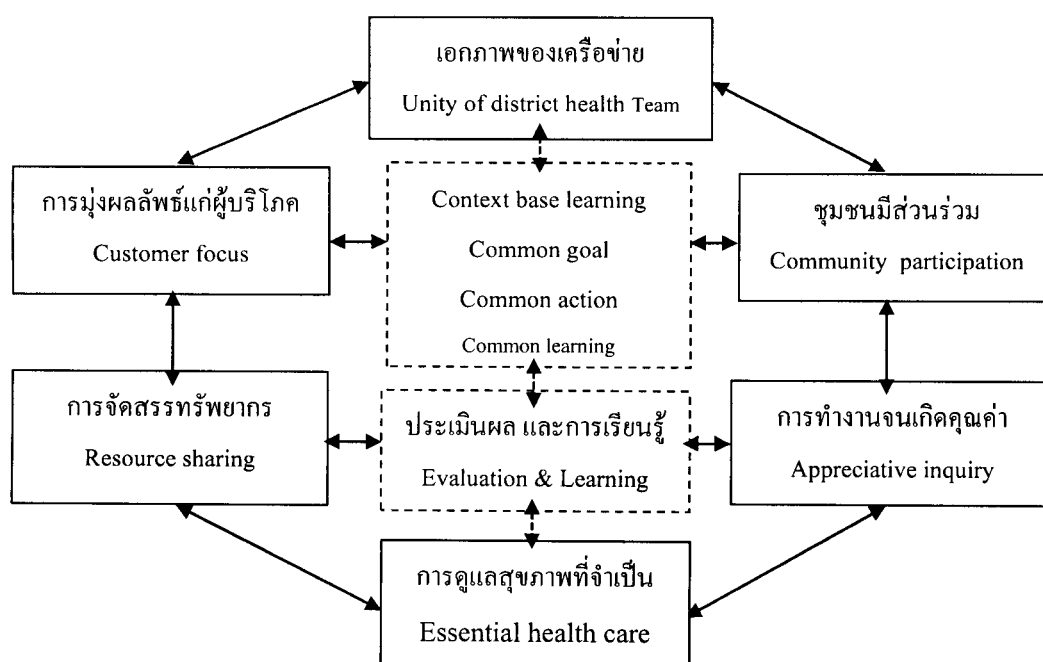 เอกภาพของเครือข่าย
Unity of district health Team
การมุ่งผลลัพธ์แก่ผู้บริโภค
Customer focus
Context base learning
Common goal
Common action
Common learning
ชุมชนมีส่วนร่วม
Community participation
การจัดสรรทรัพยากร
Resource sharing
ประเมินผล และการเรียนรู้
Evaluation & Learning
การทำงานจนเกิดคุณค่า
Appreciative inquiry
การดูแลสุขภาพที่จำเป็น
Essential health care